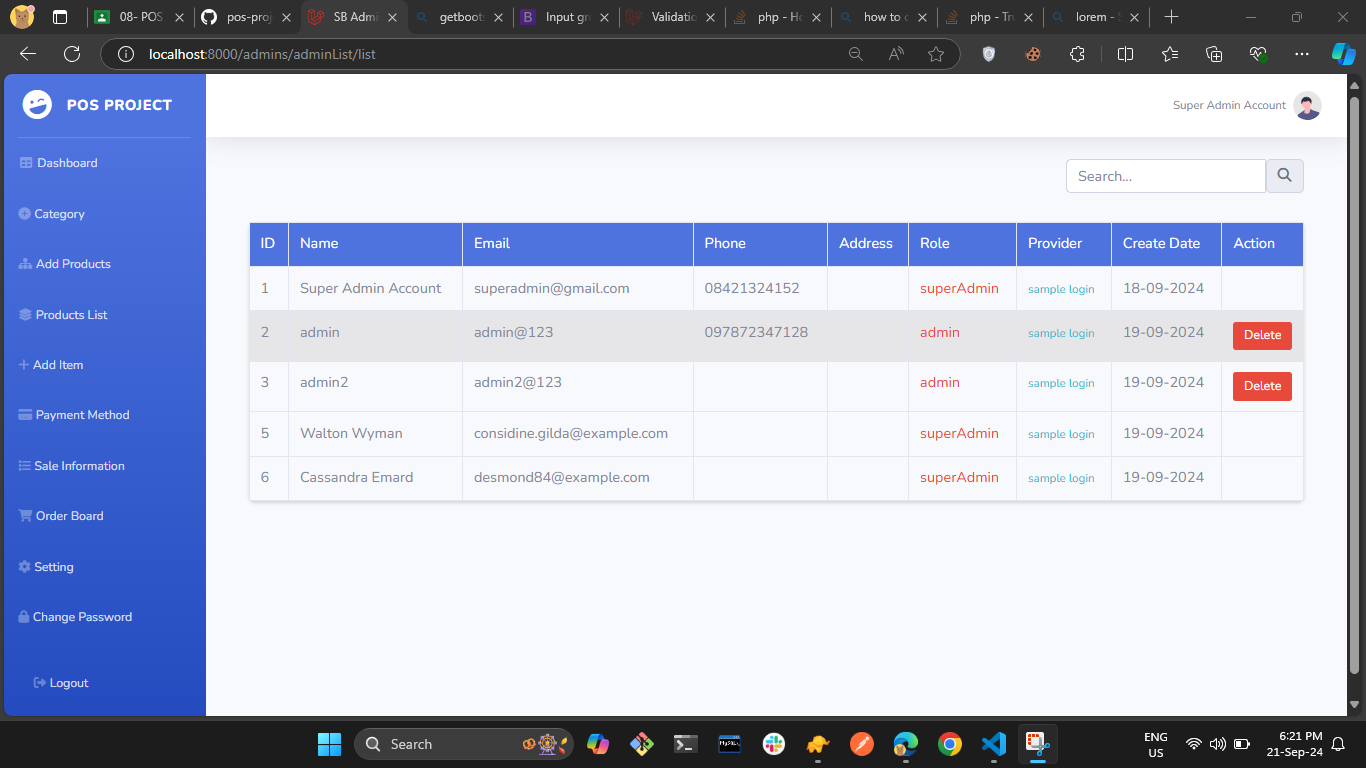 08- POS
pos-proj
SB Admi
getboots
Input gro
Validatio
php - Ho
how to c
php - Tru
lorem - S
localhost:8000/admins/adminList/list
POS PROJECT
Super Admin Account
Dashboard
Category
Add Products
Products List
Add Item
Payment Method
Sale Information
Order Board
Setting
Change Password
Logout
Search...
ID Name Email Phone Address Role Provider Create Date Action
1 Super Admin Account superadmin@gmail.com 08421324152 superAdmin sample login 18-09-2024
2 admin admin@123 097872347128 admin sample login 19-09-2024 Delete
3 admin2 admin2@123 admin sample login 19-09-2024 Delete
5 Walton Wyman considine.gilda@example.com superAdmin sample login 19-09-2024
6 Cassandra Emard desmond84@example.com superAdmin sample login 19-09-2024
Search
ENG
US
6:21 PM
21-Sep-24